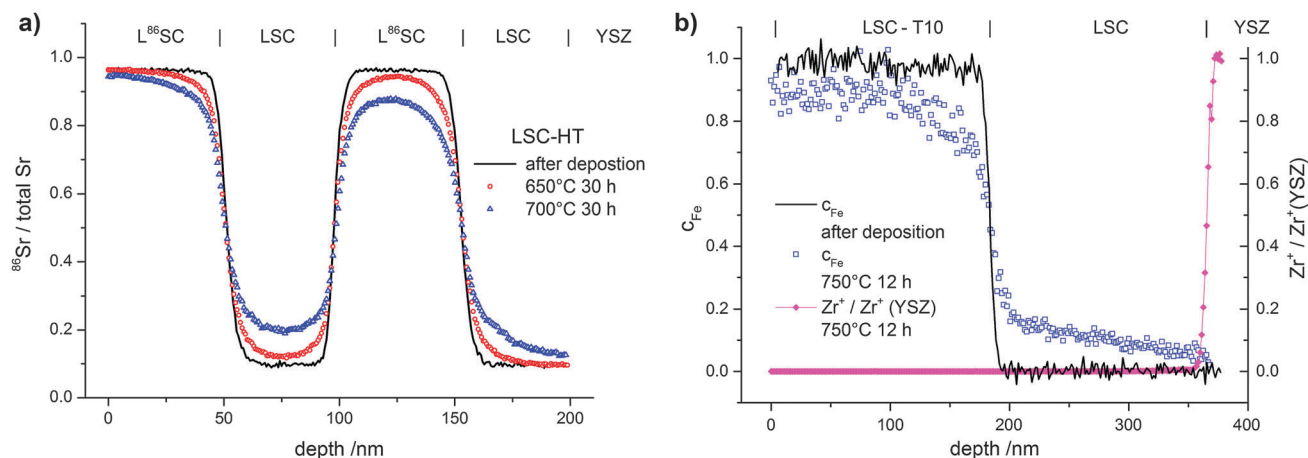 a)
L⁸⁶SC | LSC | L⁸⁶SC | LSC | YSZ
1.0
0.8
0.6
0.4
0.2
0.0
⁸⁶Sr / total Sr
LSC-HT
after depostion
650°C 30 h
700°C 30 h
0 50 100 150 200
depth /nm
b)
| LSC - T10 | LSC | YSZ
1.0
0.8
0.6
0.4
0.2
0.0
c_Fe
c_Fe
after deposition
c_Fe
750°C 12 h
Zr⁺ / Zr⁺ (YSZ)
750°C 12 h
1.0
0.8
0.6
0.4
0.2
0.0
Zr⁺ / Zr⁺(YSZ)
0 100 200 300 400
depth /nm